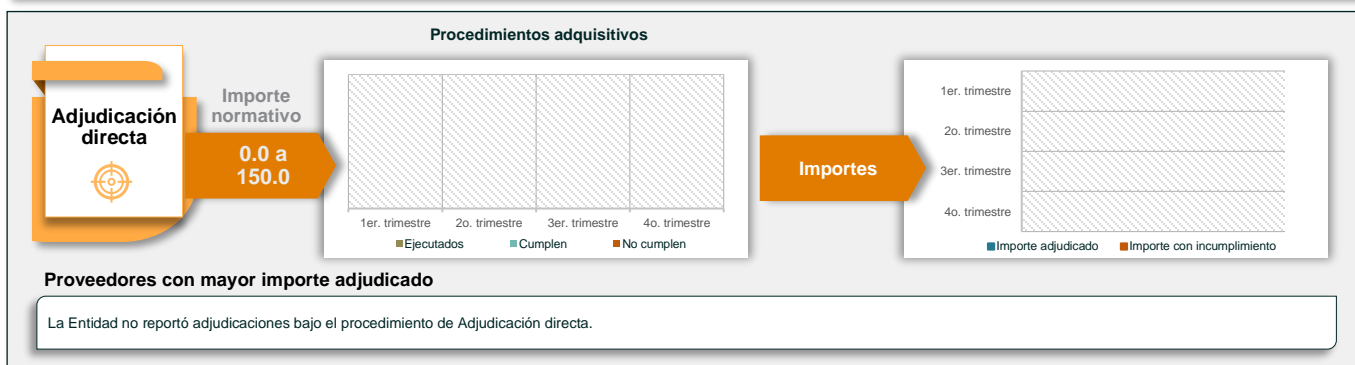 Procedimientos adquisitivos
Adjudicación
directa
Importe
normativo
0.0 a
150.0
1er. trimestre
2o. trimestre
3er. trimestre
4o. trimestre
Ejecutados
Cumplen
No cumplen
Importes
1er. trimestre
2o. trimestre
3er. trimestre
4o. trimestre
Importe adjudicado
Importe con incumplimiento
Proveedores con mayor importe adjudicado
La Entidad no reportó adjudicaciones bajo el procedimiento de Adjudicación directa.